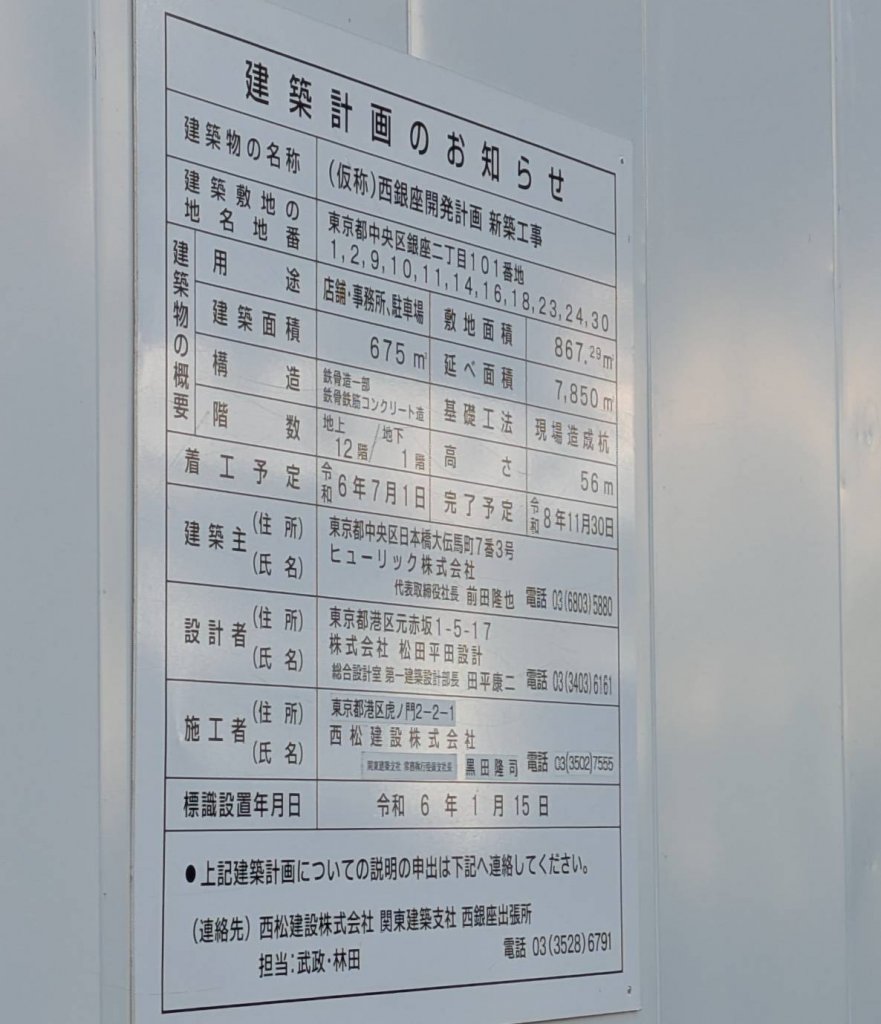 建築計画のお知らせ
建築物の名称 (仮称)西銀座開発計画 新築工事
建築敷地の
地名地番
東京都中央区銀座二丁目101番地
1,2,9,10,11,14,16,18,23,24,30
建築物の概要
用途 店舗・事務所、駐車場 敷地面積 867.29㎡
建築面積 675㎡ 延べ面積 7,850㎡
構造 鉄骨造一部
鉄骨鉄筋コンクリート造
基礎工法 現場造成杭
階数 地上12階/地下1階 高さ 56m
着工予定 令和6年7月1日 完了予定 令和8年11月30日
建築主 (住所) 東京都中央区日本橋大伝馬町7番3号
(氏名) ヒューリック株式会社
代表取締役社長 前田隆也 電話 03(6803)5880
設計者 (住所) 東京都港区元赤坂1-5-17
(氏名) 株式会社 松田平田設計
総合設計室 第一建築設計部長 田平康二 電話 03(3403)6161
施工者 (住所) 東京都港区虎ノ門2-2-1
(氏名) 西松建設株式会社
関東建築支社 常務執行役員支社長 黒田隆司 電話 03(3502)7555
標識設置年月日 令和 6 年 1 月 15 日
●上記建築計画についての説明の申出は下記へ連絡してください。
(連絡先) 西松建設株式会社 関東建築支社 西銀座出張所
担当:武政・林田 電話 03(3528)6791